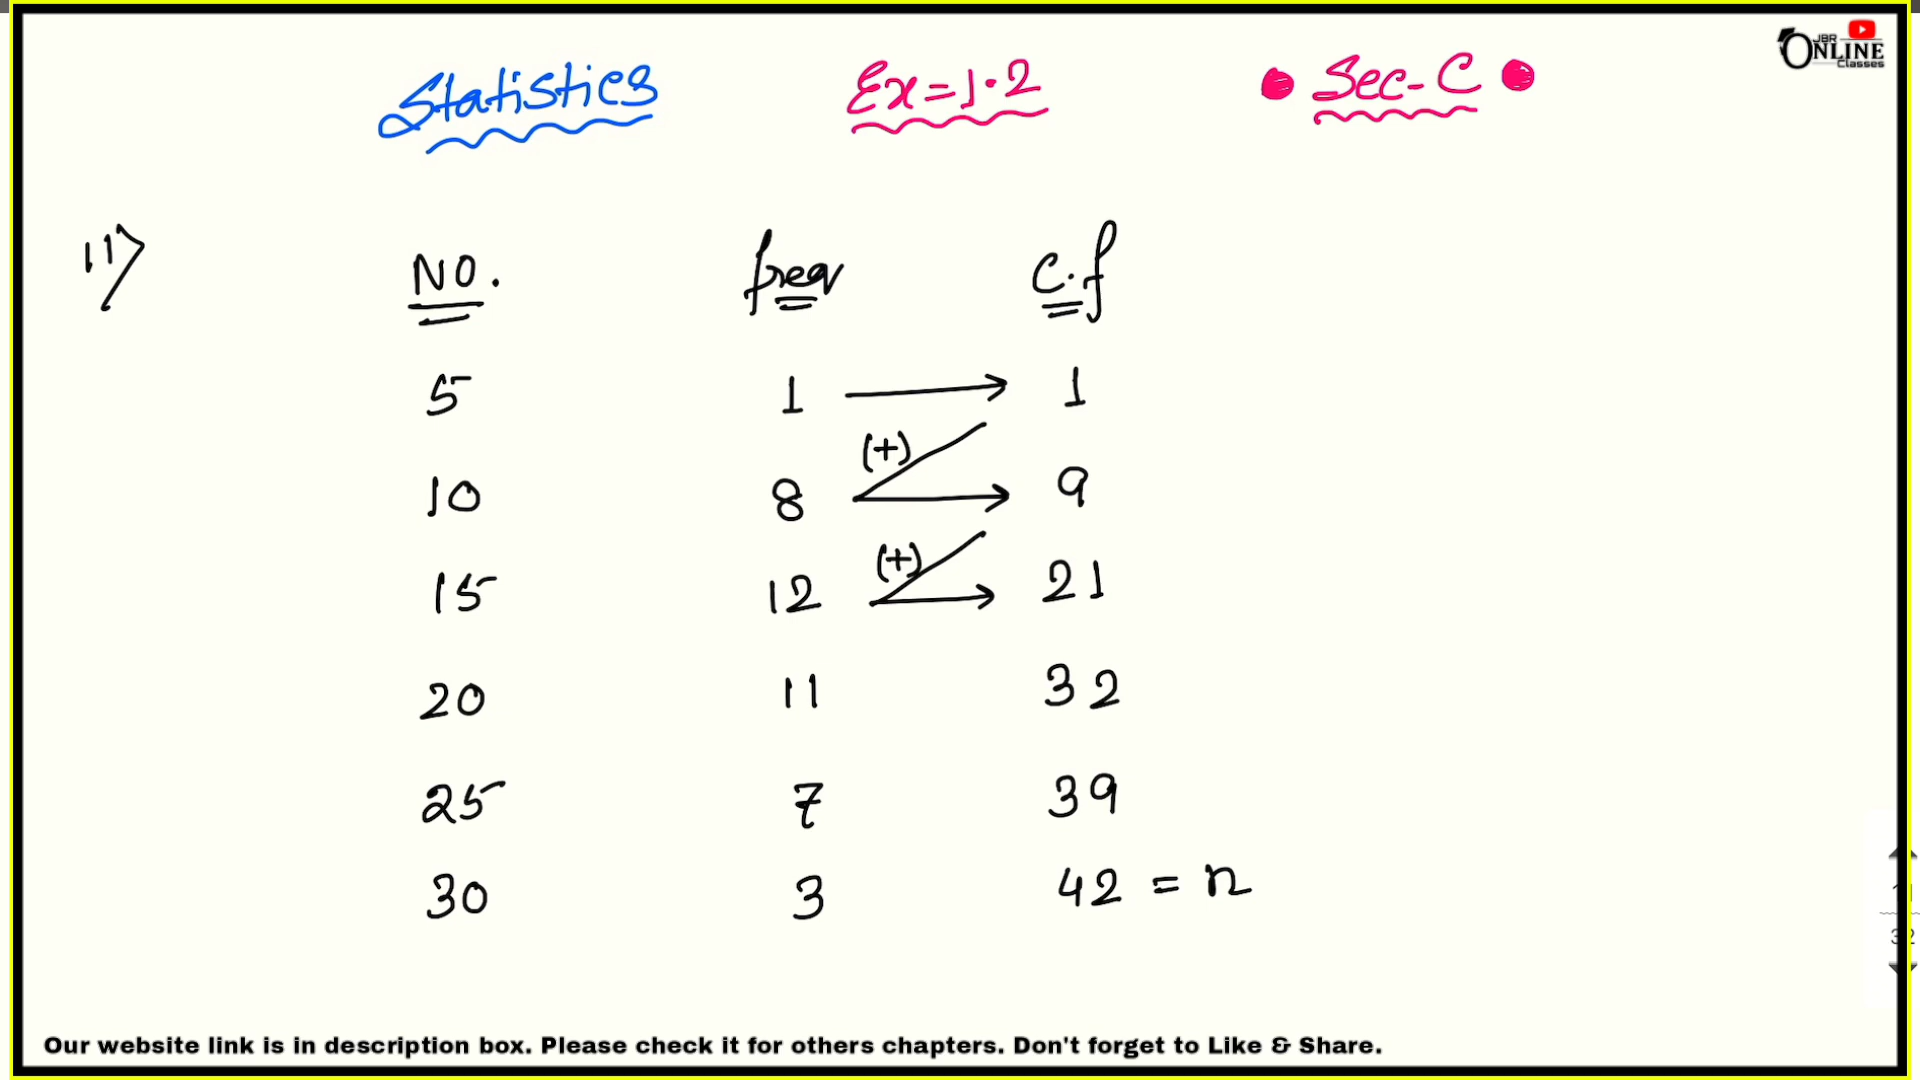 JBR
ONLINE
Classes
Statistics Ex=1.2 Sec-C
11) NO. freq C.f
5 1 1
(+)
10 8 9
(+)
15 12 21
20 11 32
25 7 39
30 3 42 = n
Our website link is in description box. Please check it for others chapters. Don't forget to Like & Share.